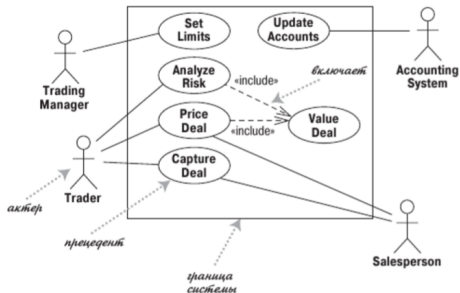 Set
Limits
Update
Accounts
Trading
Manager
Accounting
System
Analyze
Risk
«include»
включает
Price
Deal
«include»
Value
Deal
Trader
Capture
Deal
актер
прецедент
Salesperson
граница
системы